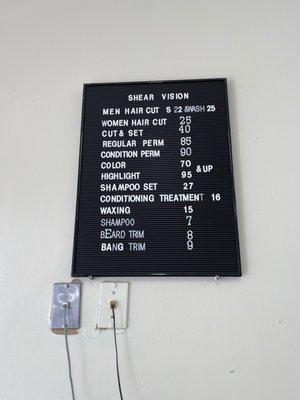 SHEAR VISION
MEN HAIR CUT S 22 &WASH 25
WOMEN HAIR CUT 25
CUT & SET 40
REGULAR PERM 85
CONDITION PERM 90
COLOR 70
& UP
HIGHLIGHT 95
SHAMPOO SET 27
CONDITIONING TREATMENT 16
WAXING 15
SHAMPOO 7
BEARD TRIM 8
BANG TRIM 9